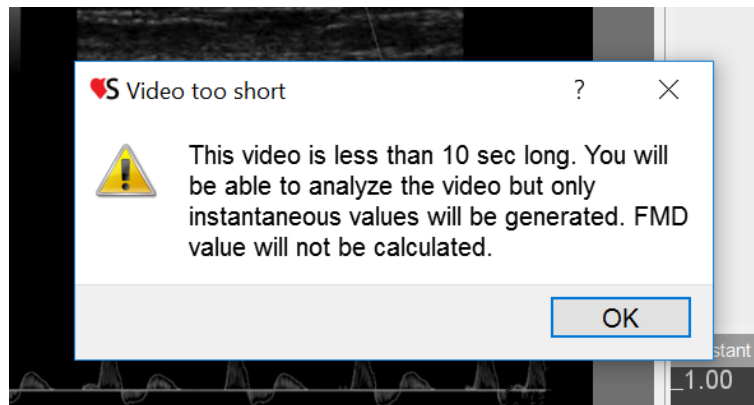 S Video too short ?
This video is less than 10 sec long. You will
be able to analyze the video but only
instantaneous values will be generated. FMD
value will not be calculated.
OK
stant
1.00